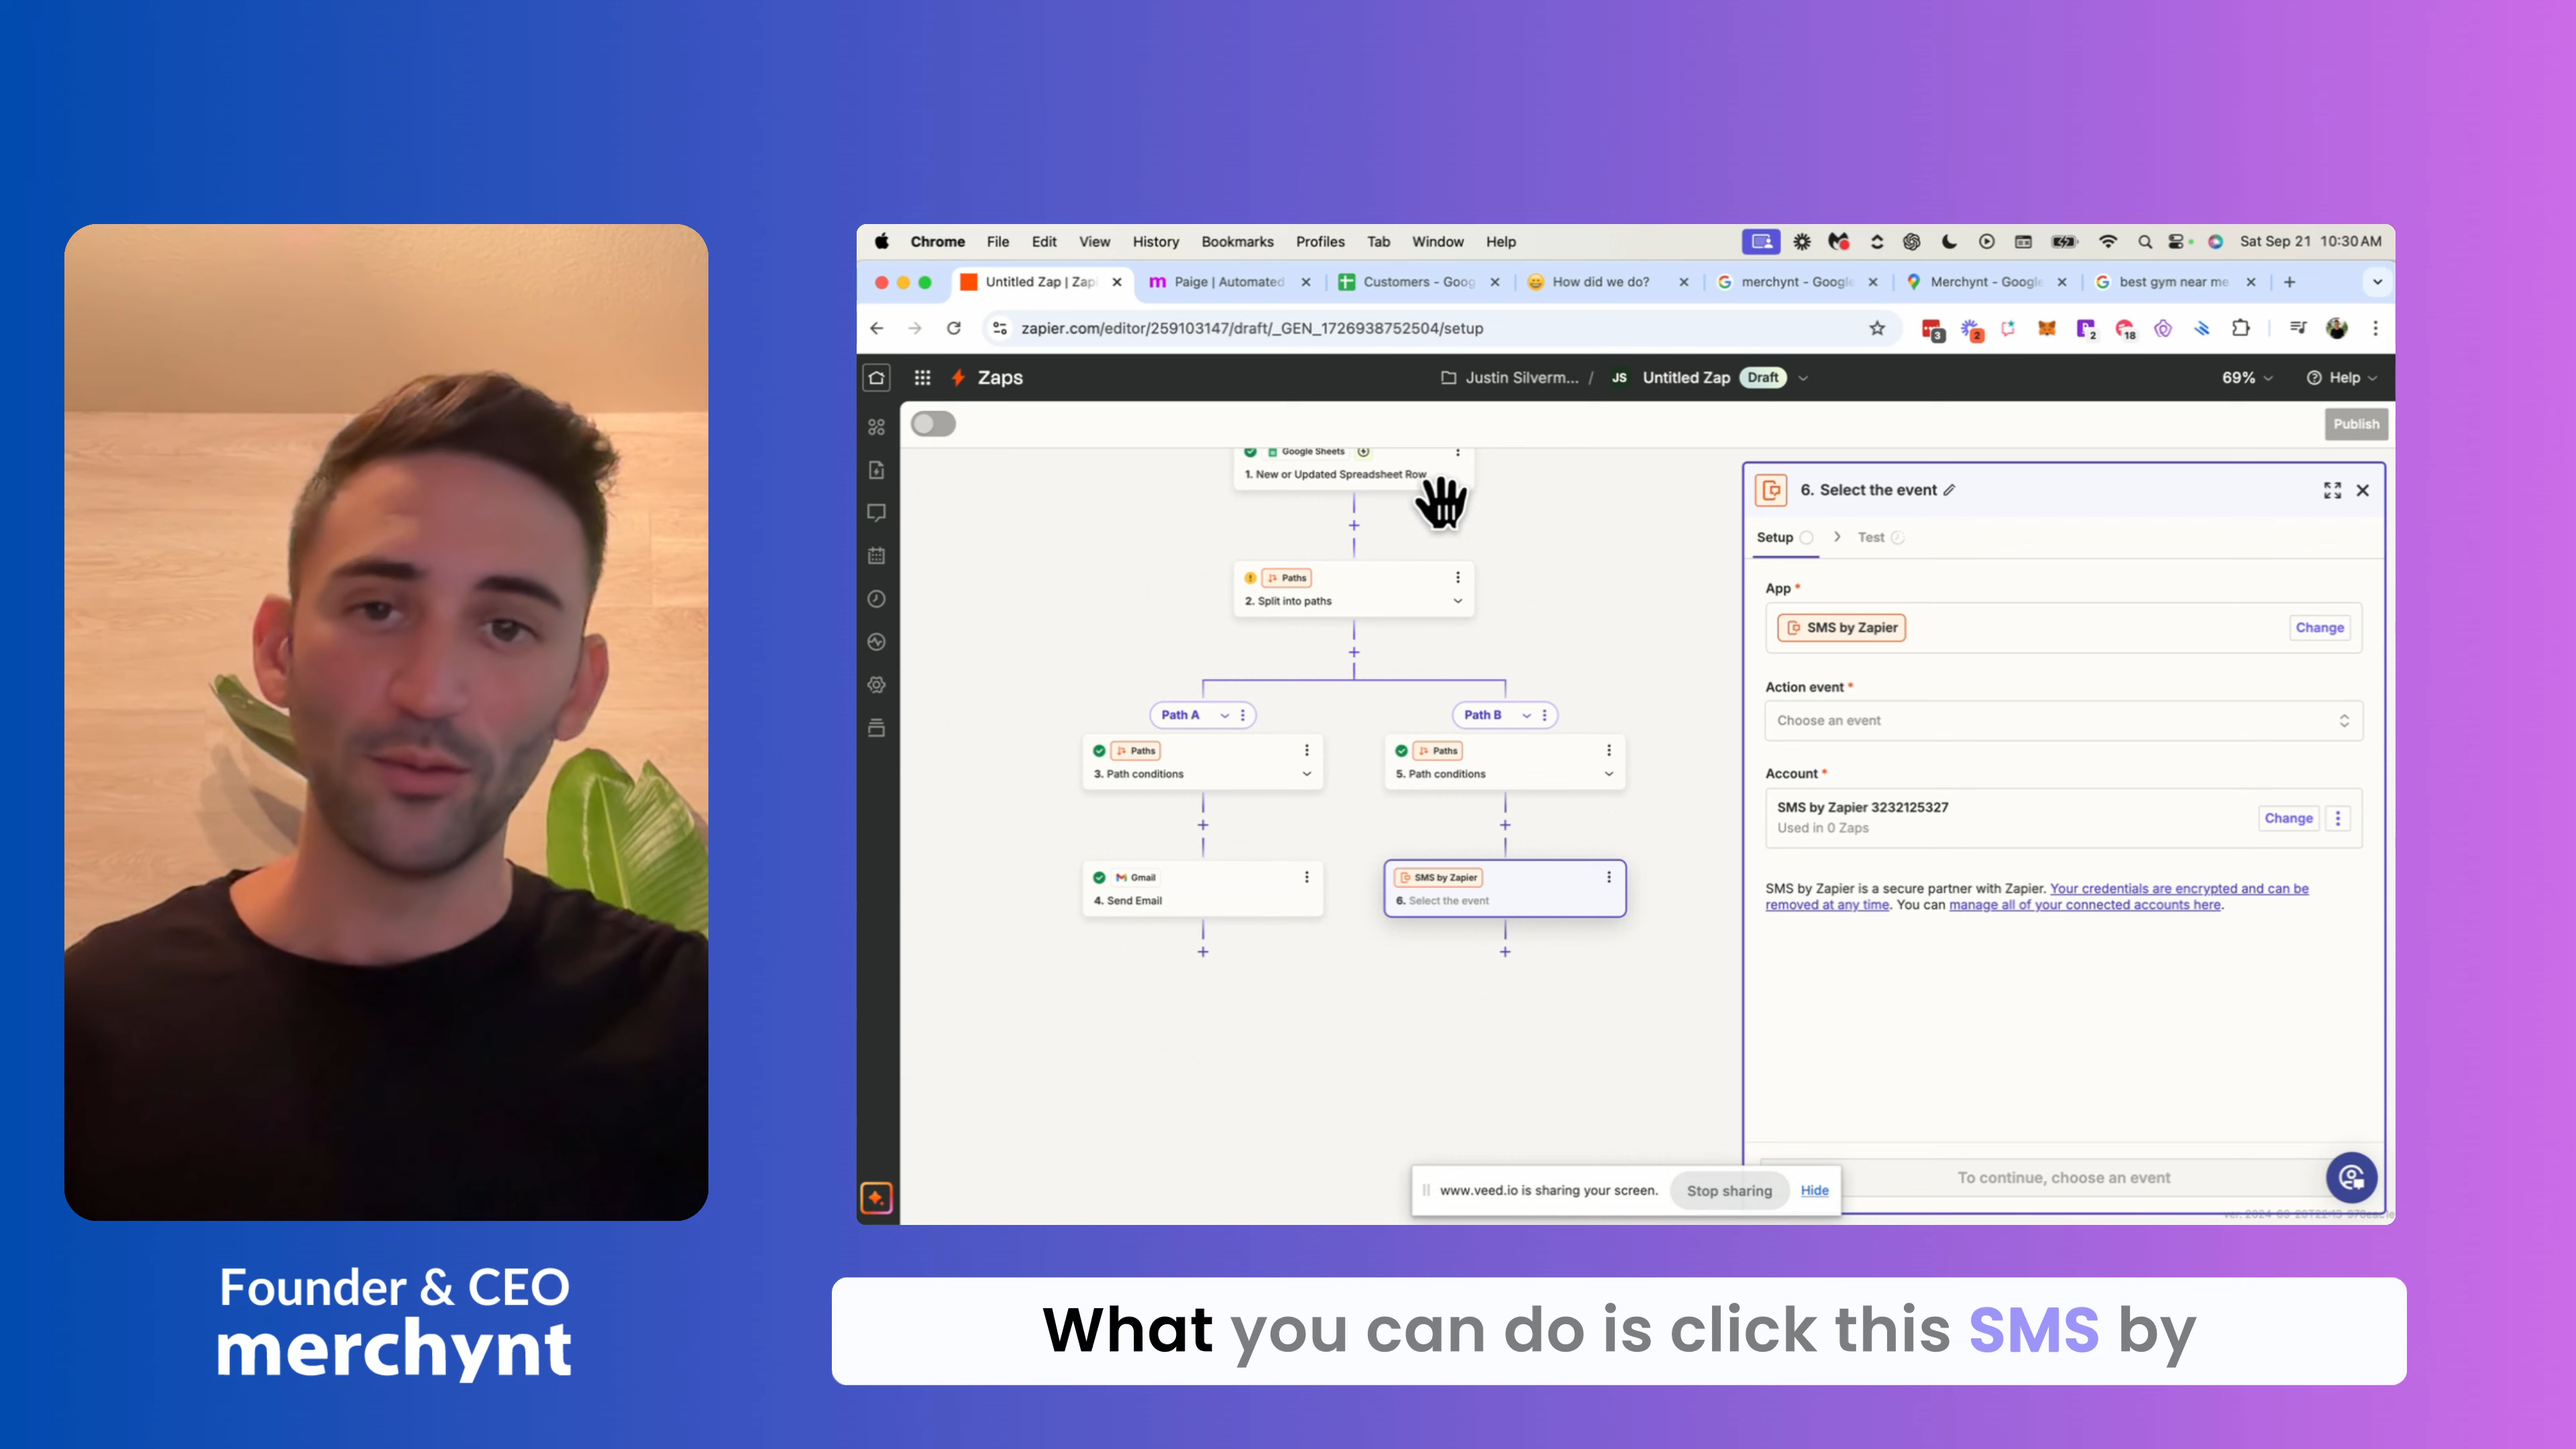 Chrome File Edit View History Bookmarks Profiles Tab Window Help Sat Sep 21 10:30 AM
Untitled Zap | Zap
Paige | Automated
Customers - Goog
How did we do?
merchynt - Google
Merchynt - Google
best gym near me
zapier.com/editor/259103147/draft/_GEN_1726938752504/setup
3 2 2 18
Zaps
Justin Silverm... / JS Untitled Zap Draft
69% Help
Publish
Google Sheets
1. New or Updated Spreadsheet Row
Paths
2. Split into paths
Path A
Path B
Paths
3. Path conditions
Paths
5. Path conditions
Gmail
4. Send Email
SMS by Zapier
6. Select the event
6. Select the event
Setup Test
App *
SMS by Zapier Change
Action event *
Choose an event
Account *
SMS by Zapier 3232125327
Used in 0 Zaps
Change
SMS by Zapier is a secure partner with Zapier. Your credentials are encrypted and can be
removed at any time. You can manage all of your connected accounts here.
To continue, choose an event
www.veed.io is sharing your screen. Stop sharing Hide
Founder & CEO
merchynt
What you can do is click this SMS by